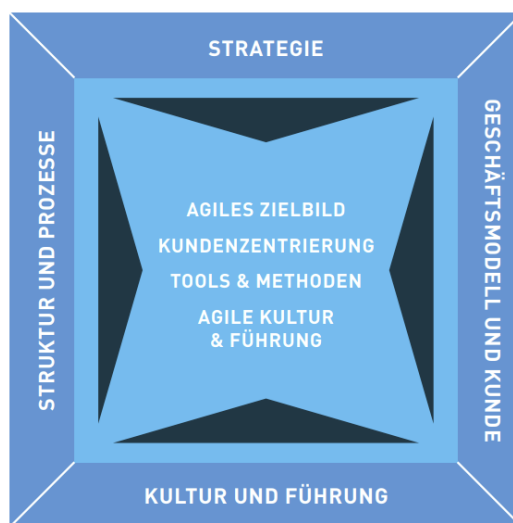 STRATEGIE
STRUKTUR UND PROZESSE
GESCHÄFTSMODELL UND KUNDE
AGILES ZIELBILD
KUNDENZENTRIERUNG
TOOLS & METHODEN
AGILE KULTUR
& FÜHRUNG
KULTUR UND FÜHRUNG